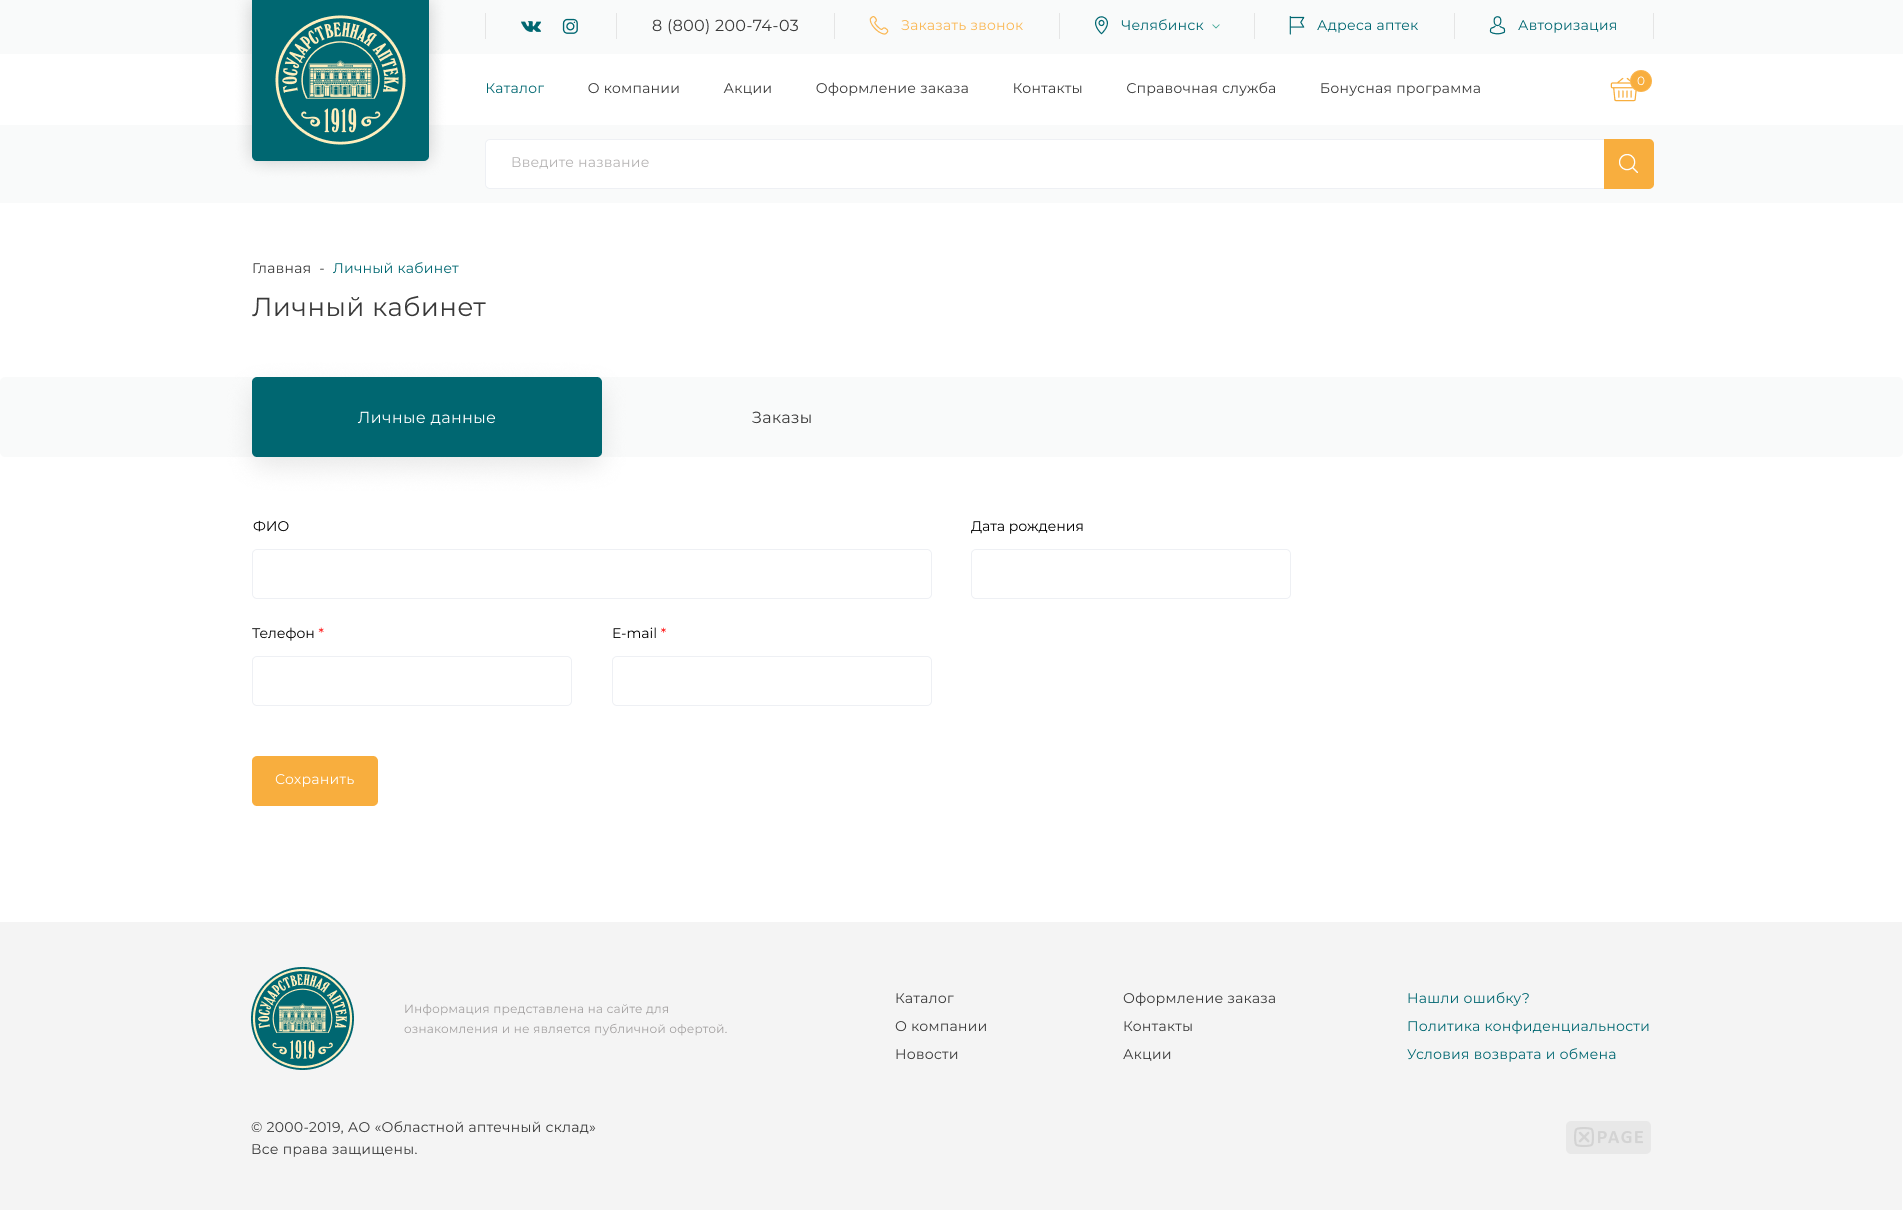 ГОСУДАРСТВЕННАЯ АПТЕКА
1919
8 (800) 200-74-03
Заказать звонок
Челябинск
Адреса аптек
Авторизация
Каталог
О компании
Акции
Оформление заказа
Контакты
Справочная служба
Бонусная программа
0
Введите название
Главная - Личный кабинет
Личный кабинет
Личные данные
Заказы
ФИО
Дата рождения
Телефон *
E-mail *
Сохранить
ГОСУДАРСТВЕННАЯ АПТЕКА
1919
Информация представлена на сайте для
ознакомления и не является публичной офертой.
Каталог
О компании
Новости
Оформление заказа
Контакты
Акции
Нашли ошибку?
Политика конфиденциальности
Условия возврата и обмена
© 2000-2019, АО «Областной аптечный склад»
Все права защищены.
PAGE